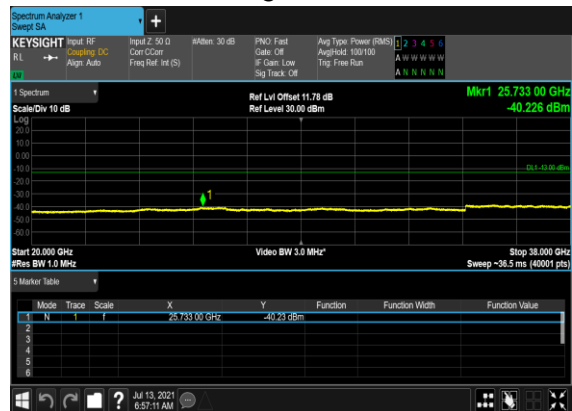 Spectrum Analyzer 1
Swept SA
+
KEYSIGHT Input: RF Input Z: 50 Ω #Atten: 30 dB PNO: Fast Avg Type: Power (RMS) 1 2 3 4 5 6
RL Coupling: DC Corr CCorr Gate: Off Avg|Hold: 100/100 A W W W W W
Align: Auto Freq Ref: Int (S) IF Gain: Low Trig: Free Run
Sig Track: Off A N N N N N
LXI
1 Spectrum Ref Lvl Offset 11.78 dB Mkr1 25.733 00 GHz
Scale/Div 10 dB Ref Level 30.00 dBm -40.226 dBm
Log
20.0
10.0
0.00
-10.0
DL1 -13.00 dBm
-20.0
-30.0
1
-40.0
-50.0
-60.0
Start 20.000 GHz Video BW 3.0 MHz* Stop 38.000 GHz
#Res BW 1.0 MHz Sweep ~36.5 ms (40001 pts)
5 Marker Table
Mode Trace Scale X Y Function Function Width Function Value
1 N 1 f 25.733 00 GHz -40.23 dBm
2
3
4
5
6
? Jul 13, 2021
6:57:11 AM